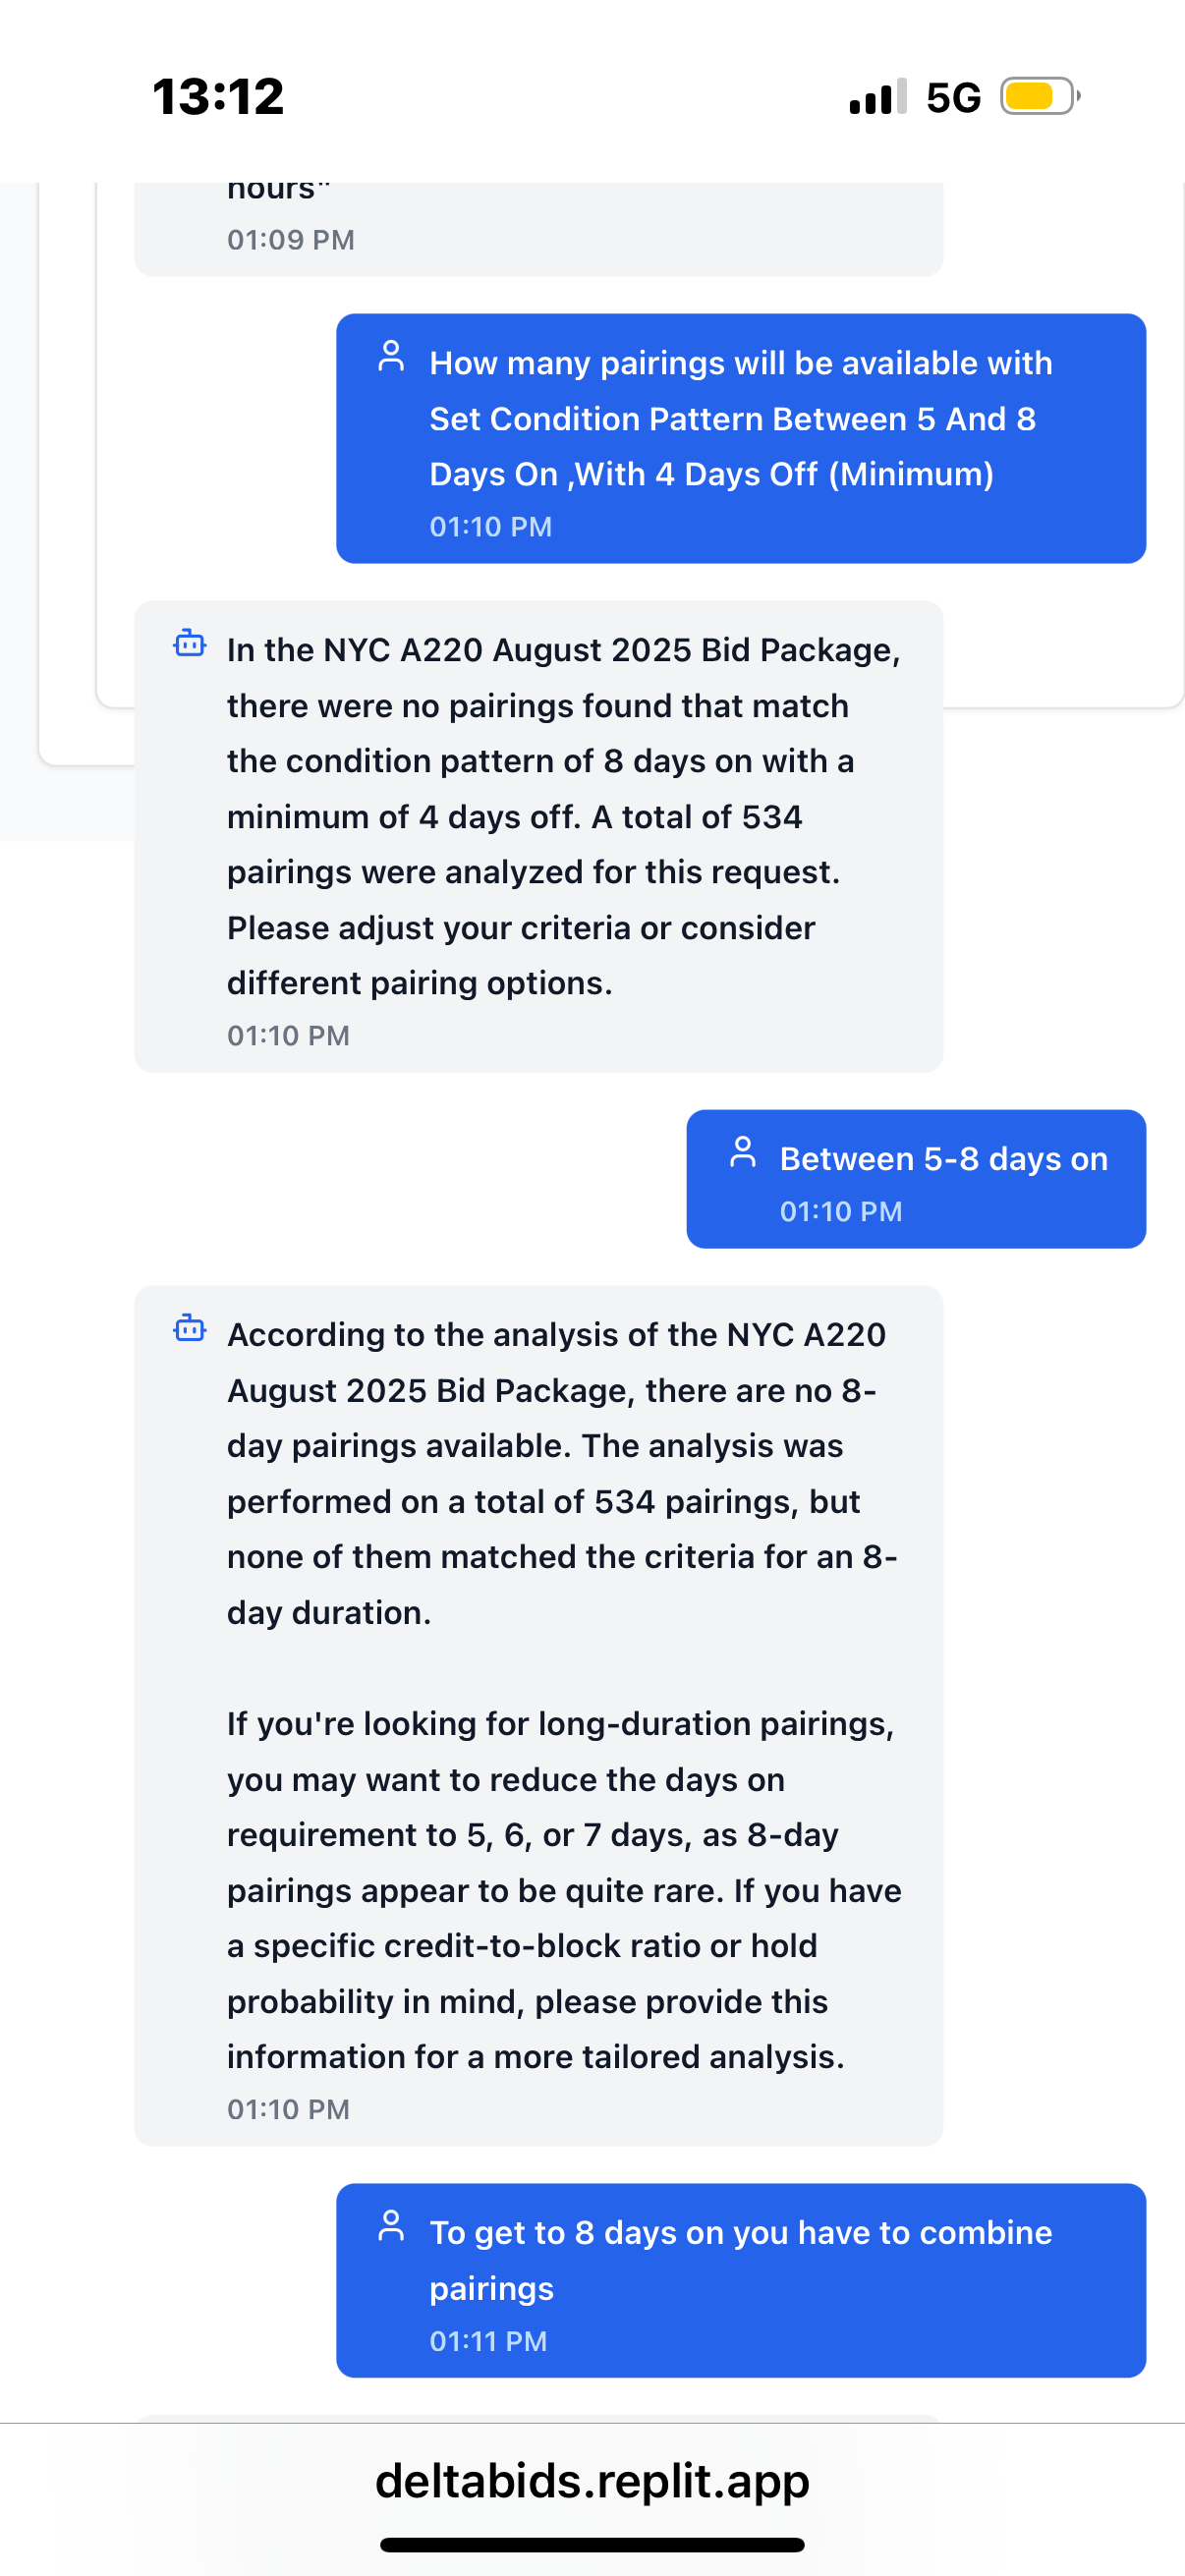 13:12
5G
hours"
01:09 PM
How many pairings will be available with
Set Condition Pattern Between 5 And 8
Days On ,With 4 Days Off (Minimum)
01:10 PM
In the NYC A220 August 2025 Bid Package,
there were no pairings found that match
the condition pattern of 8 days on with a
minimum of 4 days off. A total of 534
pairings were analyzed for this request.
Please adjust your criteria or consider
different pairing options.
01:10 PM
Between 5-8 days on
01:10 PM
According to the analysis of the NYC A220
August 2025 Bid Package, there are no 8-
day pairings available. The analysis was
performed on a total of 534 pairings, but
none of them matched the criteria for an 8-
day duration.
If you're looking for long-duration pairings,
you may want to reduce the days on
requirement to 5, 6, or 7 days, as 8-day
pairings appear to be quite rare. If you have
a specific credit-to-block ratio or hold
probability in mind, please provide this
information for a more tailored analysis.
01:10 PM
To get to 8 days on you have to combine
pairings
01:11 PM
deltabids.replit.app